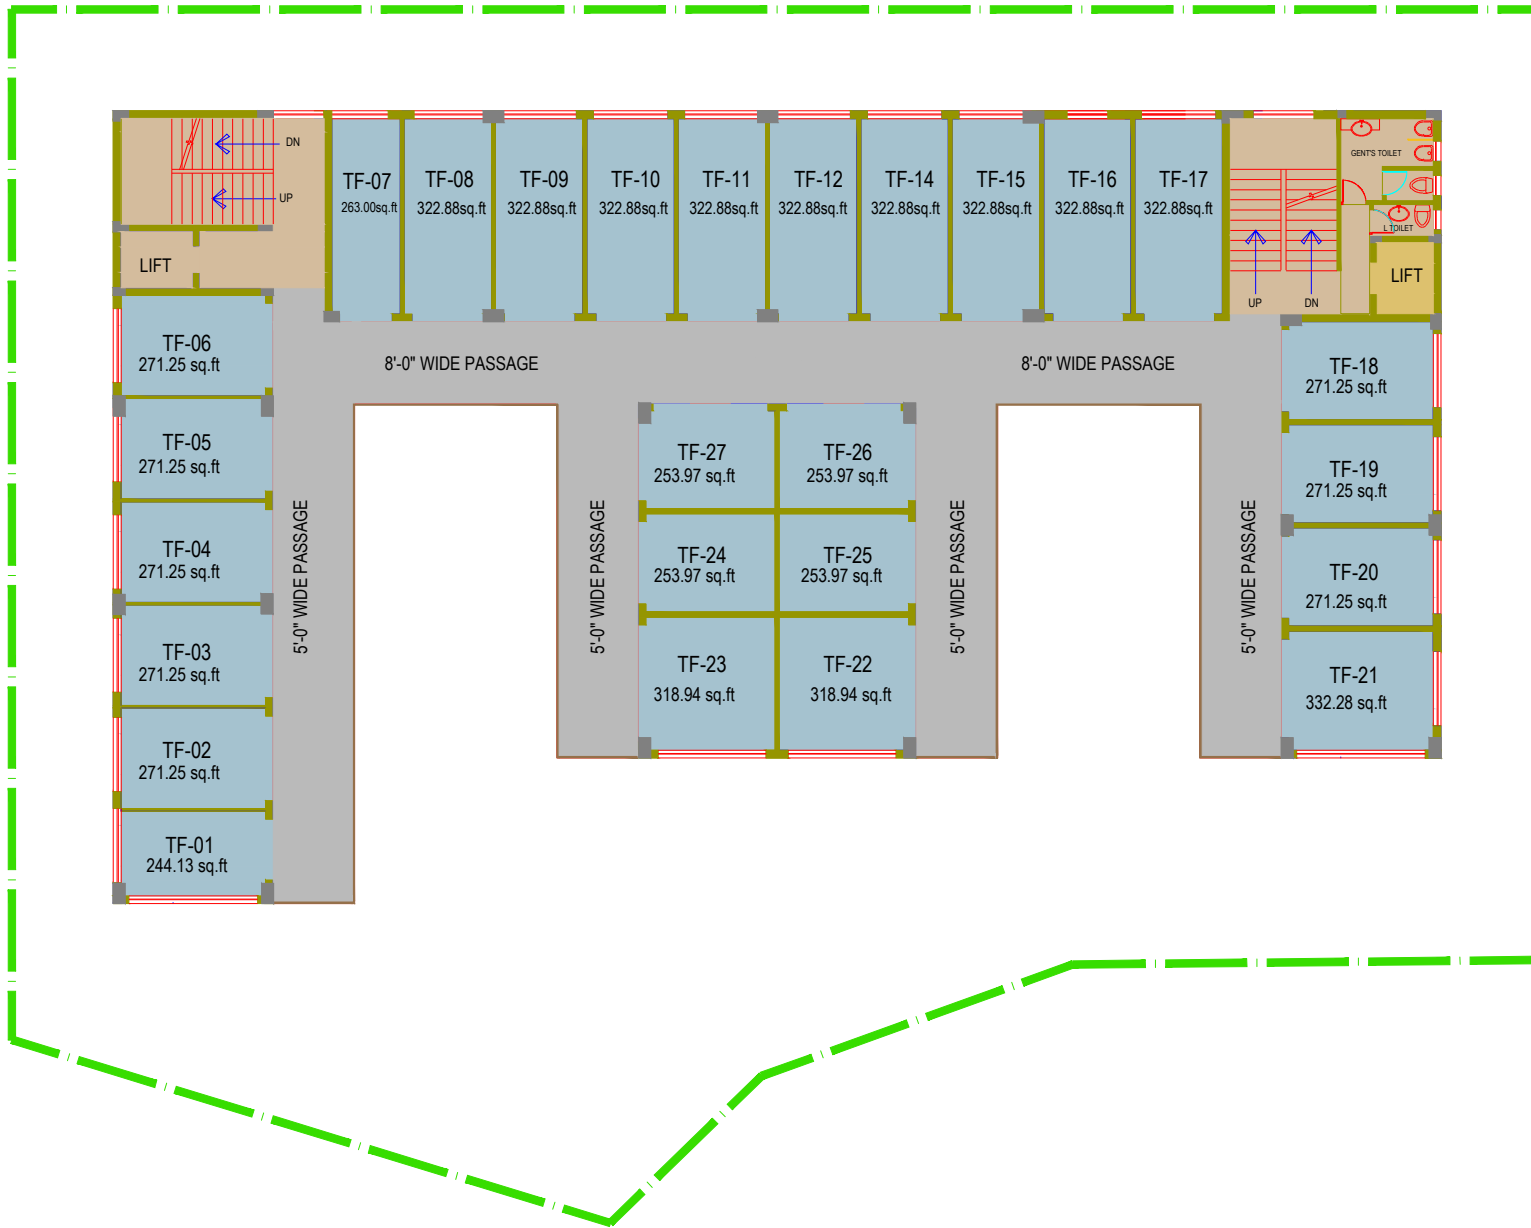 DN
UP
LIFT
TF-07
263.00sq.ft
TF-08
322.88sq.ft
TF-09
322.88sq.ft
TF-10
322.88sq.ft
TF-11
322.88sq.ft
TF-12
322.88sq.ft
TF-14
322.88sq.ft
TF-15
322.88sq.ft
TF-16
322.88sq.ft
TF-17
322.88sq.ft
GENT'S TOILET
L TOILET
LIFT
UP
DN
TF-06
271.25 sq.ft
8'-0" WIDE PASSAGE
8'-0" WIDE PASSAGE
TF-18
271.25 sq.ft
TF-05
271.25 sq.ft
TF-27
253.97 sq.ft
TF-26
253.97 sq.ft
TF-19
271.25 sq.ft
TF-04
271.25 sq.ft
5'-0" WIDE PASSAGE
5'-0" WIDE PASSAGE
TF-24
253.97 sq.ft
TF-25
253.97 sq.ft
5'-0" WIDE PASSAGE
5'-0" WIDE PASSAGE
TF-20
271.25 sq.ft
TF-03
271.25 sq.ft
TF-23
318.94 sq.ft
TF-22
318.94 sq.ft
TF-21
332.28 sq.ft
TF-02
271.25 sq.ft
TF-01
244.13 sq.ft